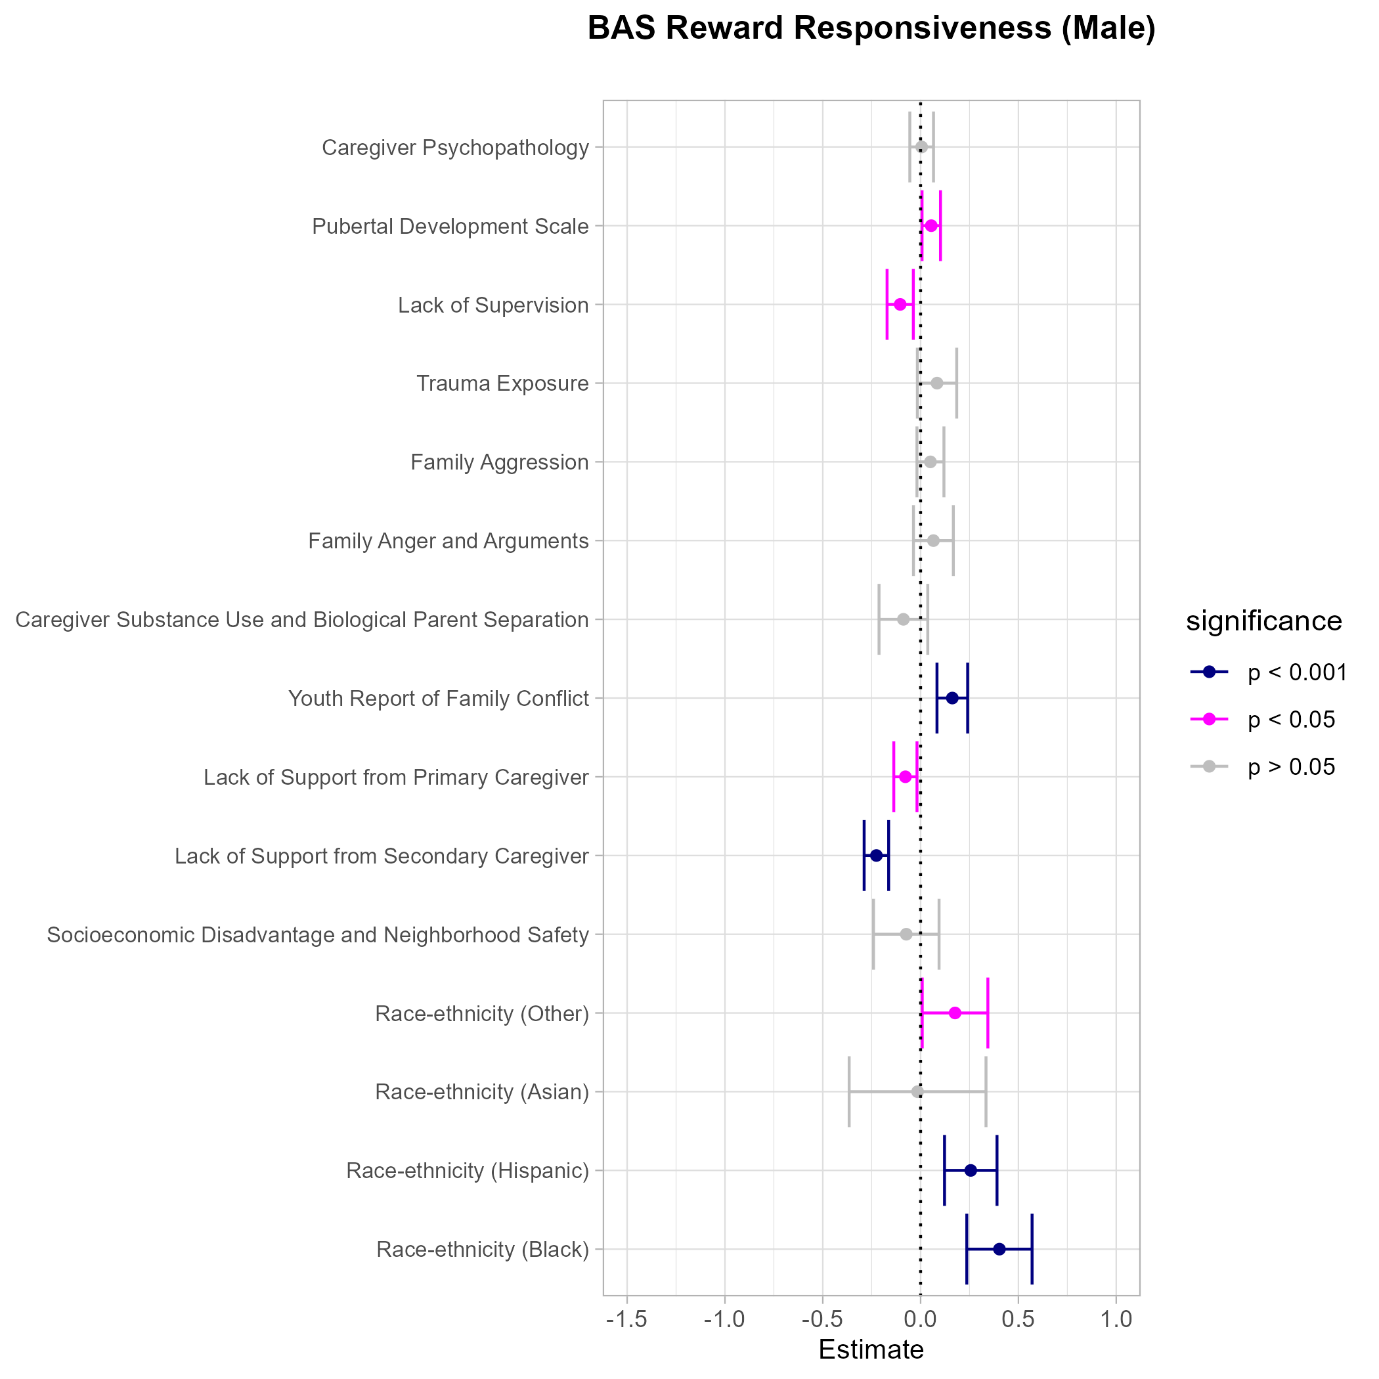 BAS Reward Responsiveness (Male)
Caregiver Psychopathology
Pubertal Development Scale
Lack of Supervision
Trauma Exposure
Family Aggression
Family Anger and Arguments
Caregiver Substance Use and Biological Parent Separation
Youth Report of Family Conflict
Lack of Support from Primary Caregiver
Lack of Support from Secondary Caregiver
Socioeconomic Disadvantage and Neighborhood Safety
Race-ethnicity (Other)
Race-ethnicity (Asian)
Race-ethnicity (Hispanic)
Race-ethnicity (Black)
-1.5 -1.0 -0.5 0.0 0.5 1.0
Estimate
significance
p < 0.001
p < 0.05
p > 0.05